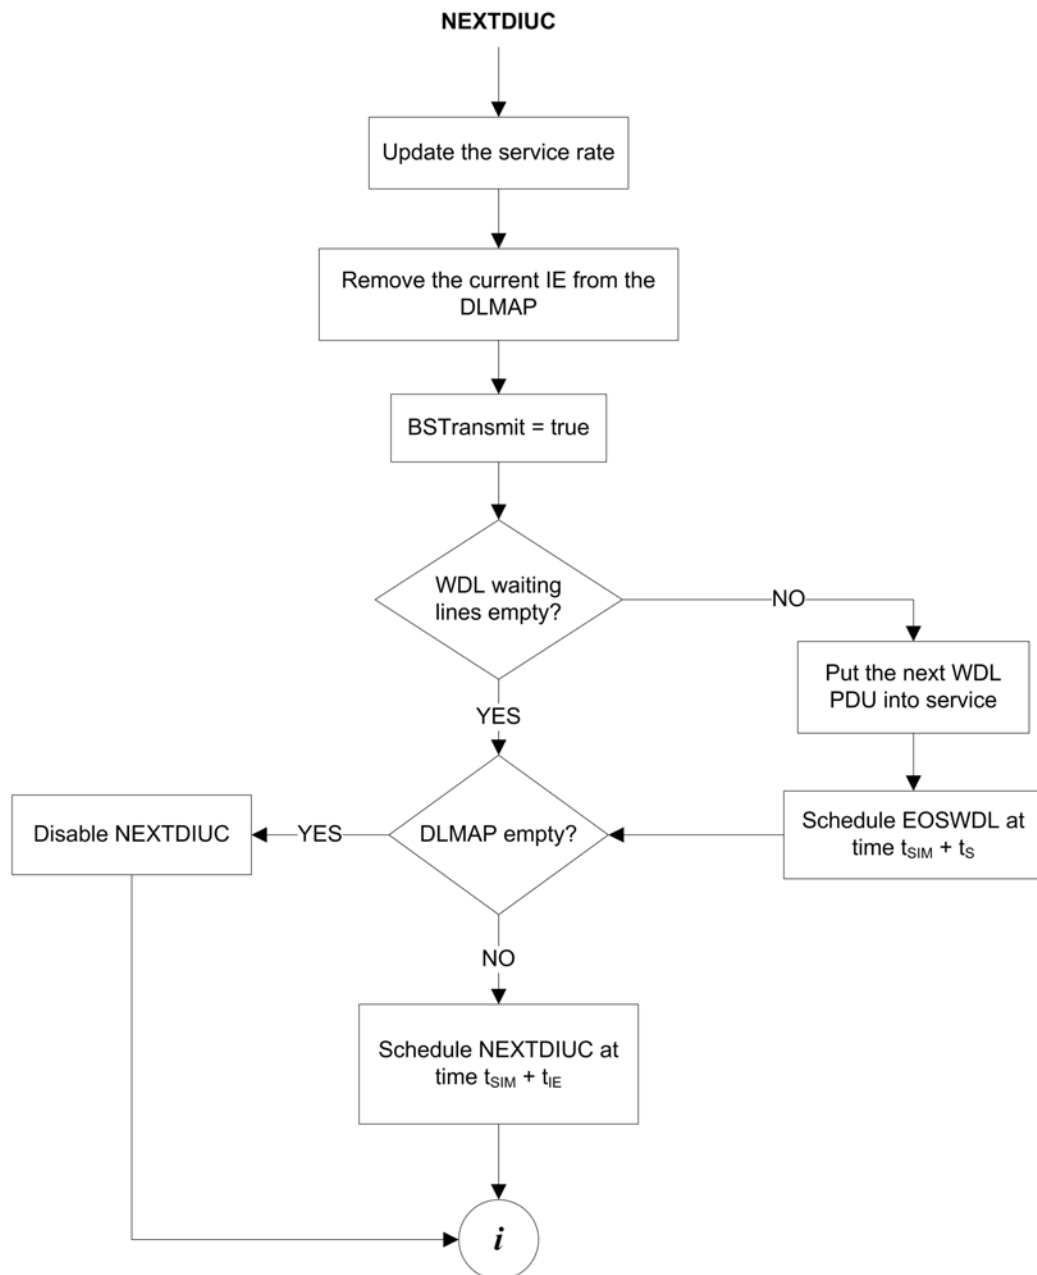 NEXTDIUC
Update the service rate
Remove the current IE from the
DLMAP
BSTransmit = true
WDL waiting
lines empty?
NO
Put the next WDL
PDU into service
YES
Schedule EOSWDL at
time tSIM + tS
DLMAP empty?
YES
Disable NEXTDIUC
NO
Schedule NEXTDIUC at
time tSIM + tIE
i